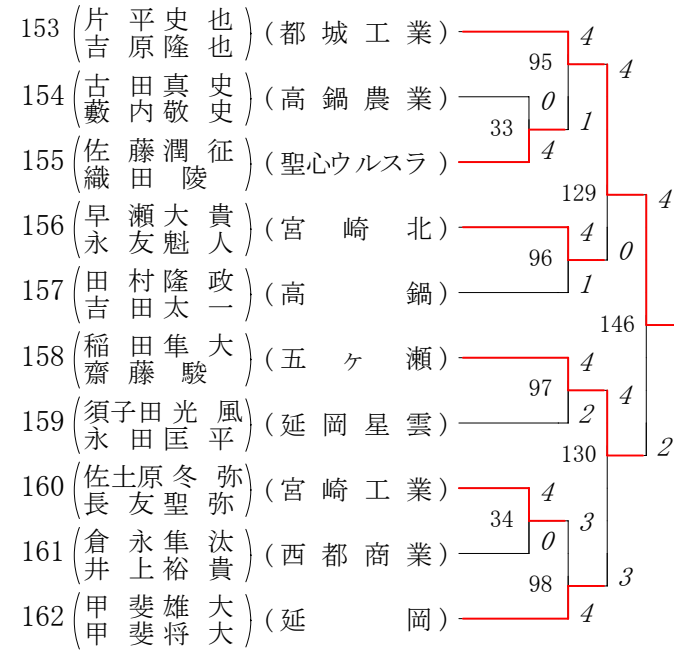 153 片平史也 吉原隆也 (都城工業) 4
95 4
154 古田真史 藪内敬史 (高鍋農業) 0
33 1
155 佐藤潤征 織田陵 (聖心ウルスラ) 4
129 4
156 早瀬大貴 永友魁人 (宮崎北) 4
96 0
157 田村隆政 吉田太一 (高鍋) 1
146
158 稲田隼大 齋藤駿 (五ヶ瀬) 4
97 4
159 須子田光風 永田匡平 (延岡星雲) 2
130 2
160 佐土原冬弥 長友聖弥 (宮崎工業) 4
34 3
161 倉永隼汰 井上裕貴 (西都商業) 0
98 3
162 甲斐雄大 甲斐将大 (延岡) 4